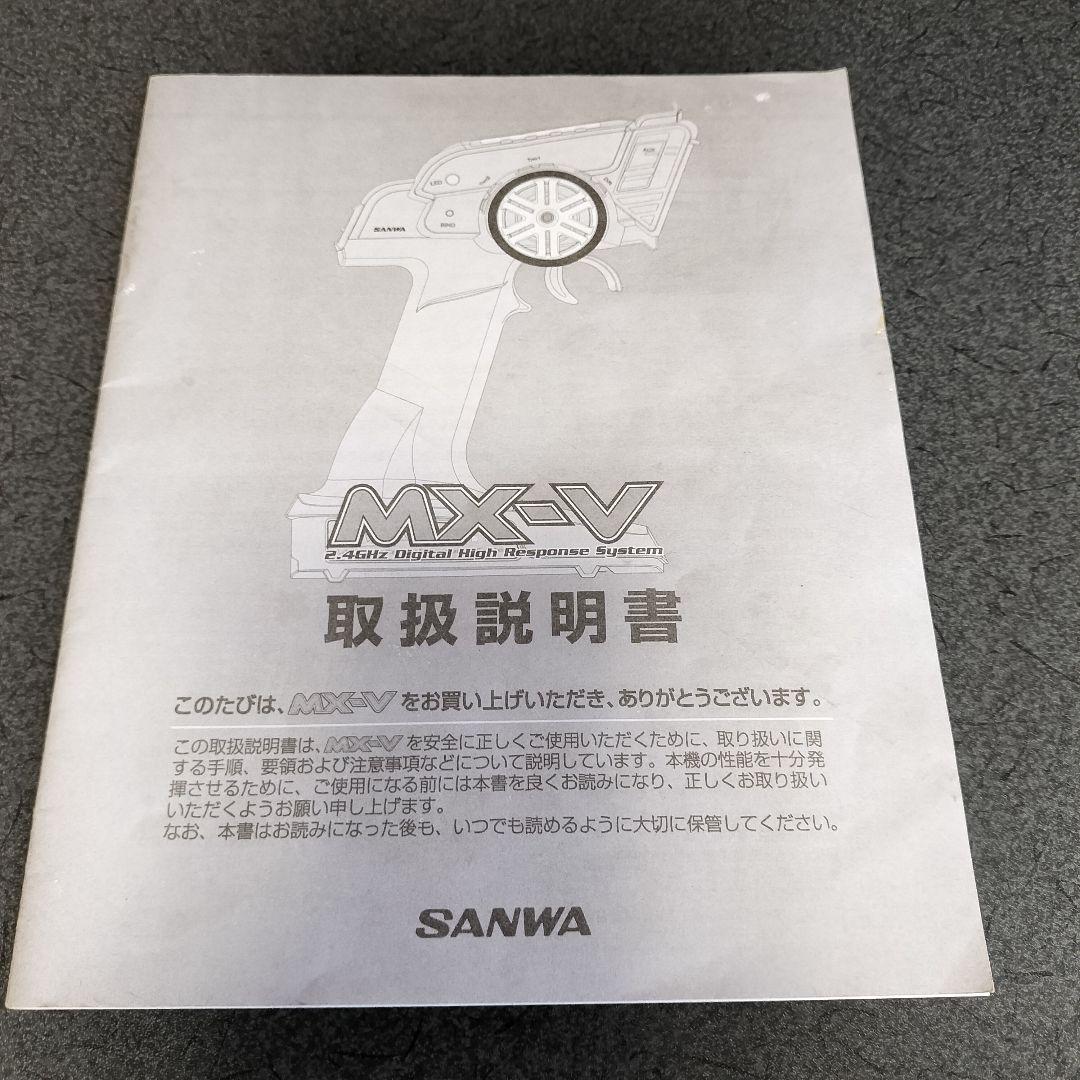 THRO
ST
D/R
LED
BIND
SANWA
MX-V
2.4GHz Digital High Response System
取扱説明書
このたびは、MX-Vをお買い上げいただき、ありがとうございます。
この取扱説明書は、MX-Vを安全に正しくご使用いただくために、取り扱いに関
する手順、要領および注意事項などについて説明しています。本機の性能を十分発
揮させるために、ご使用になる前には本書を良くお読みになり、正しくお取り扱い
いただくようお願い申し上げます。
なお、本書はお読みになった後も、いつでも読めるように大切に保管してください。
SANWA